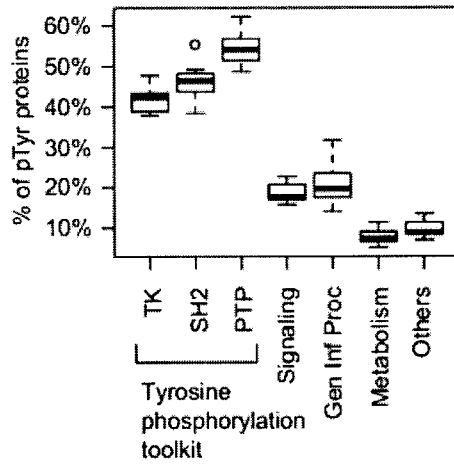 % of pTyr proteins
60%
50%
40%
30%
20%
10%
TK
SH2
PTP
Signaling
Gen Inf Proc
Metabolism
Others
Tyrosine
phosphorylation
toolkit